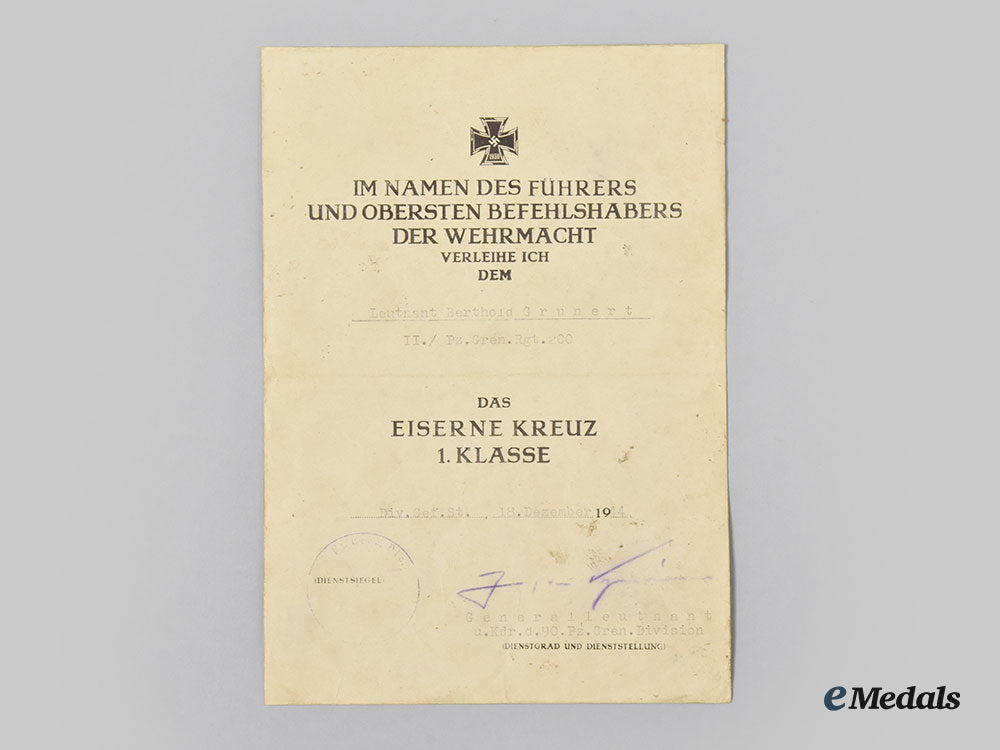 1939
IM NAMEN DES FÜHRERS
UND OBERSTEN BEFEHLSHABERS
DER WEHRMACHT
VERLEIHE ICH
DEM
Leutnant Berthold Grunert
II./ Pz.Gren.Rgt.200
DAS
EISERNE KREUZ
1. KLASSE
Div.Gef.St. , 18.Dezember 1944
(DIENSTSIEGEL)
Generalleutnant
u.Kdr.d.90.Pz.Gren.Division
(DIENSTGRAD UND DIENSTSTELLUNG)
eMedals